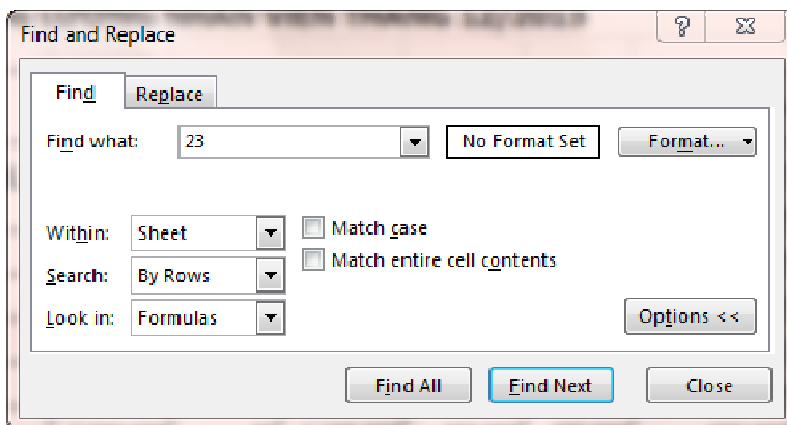 Find and Replace
Find
Replace
Find what:
23
No Format Set
Format...
Within:
Sheet
Match case
Match entire cell contents
Search:
By Rows
Look in:
Formulas
Options <<
Find All
Find Next
Close